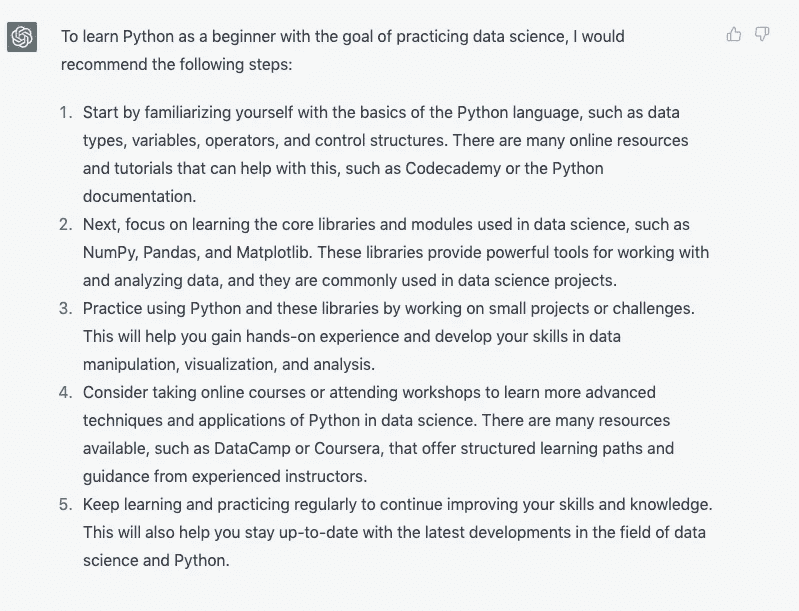 To learn Python as a beginner with the goal of practicing data science, I would
recommend the following steps:
1. Start by familiarizing yourself with the basics of the Python language, such as data
types, variables, operators, and control structures. There are many online resources
and tutorials that can help with this, such as Codecademy or the Python
documentation.
2. Next, focus on learning the core libraries and modules used in data science, such as
NumPy, Pandas, and Matplotlib. These libraries provide powerful tools for working with
and analyzing data, and they are commonly used in data science projects.
3. Practice using Python and these libraries by working on small projects or challenges.
This will help you gain hands-on experience and develop your skills in data
manipulation, visualization, and analysis.
4. Consider taking online courses or attending workshops to learn more advanced
techniques and applications of Python in data science. There are many resources
available, such as DataCamp or Coursera, that offer structured learning paths and
guidance from experienced instructors.
5. Keep learning and practicing regularly to continue improving your skills and knowledge.
This will also help you stay up-to-date with the latest developments in the field of data
science and Python.